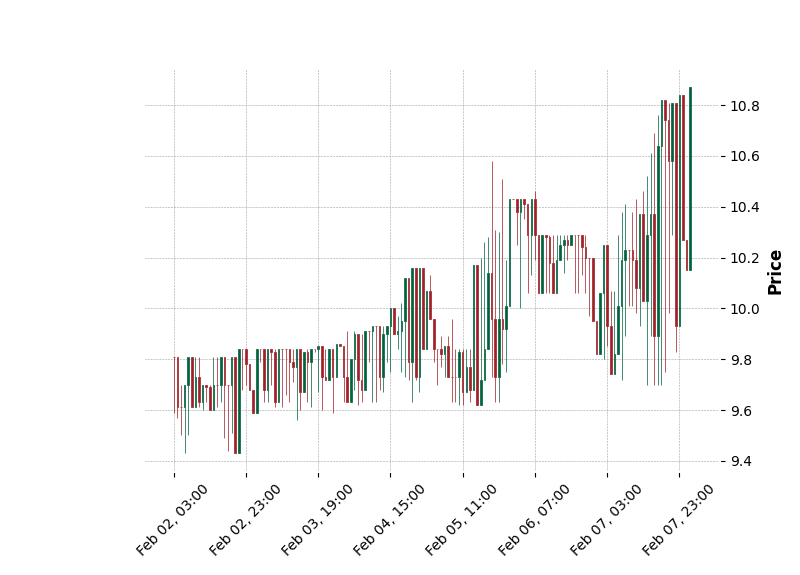 10.8
10.6
10.4
10.2
10.0
9.8
9.6
9.4
Price
Feb 02, 03:00
Feb 02, 23:00
Feb 03, 19:00
Feb 04, 15:00
Feb 05, 11:00
Feb 06, 07:00
Feb 07, 03:00
Feb 07, 23:00